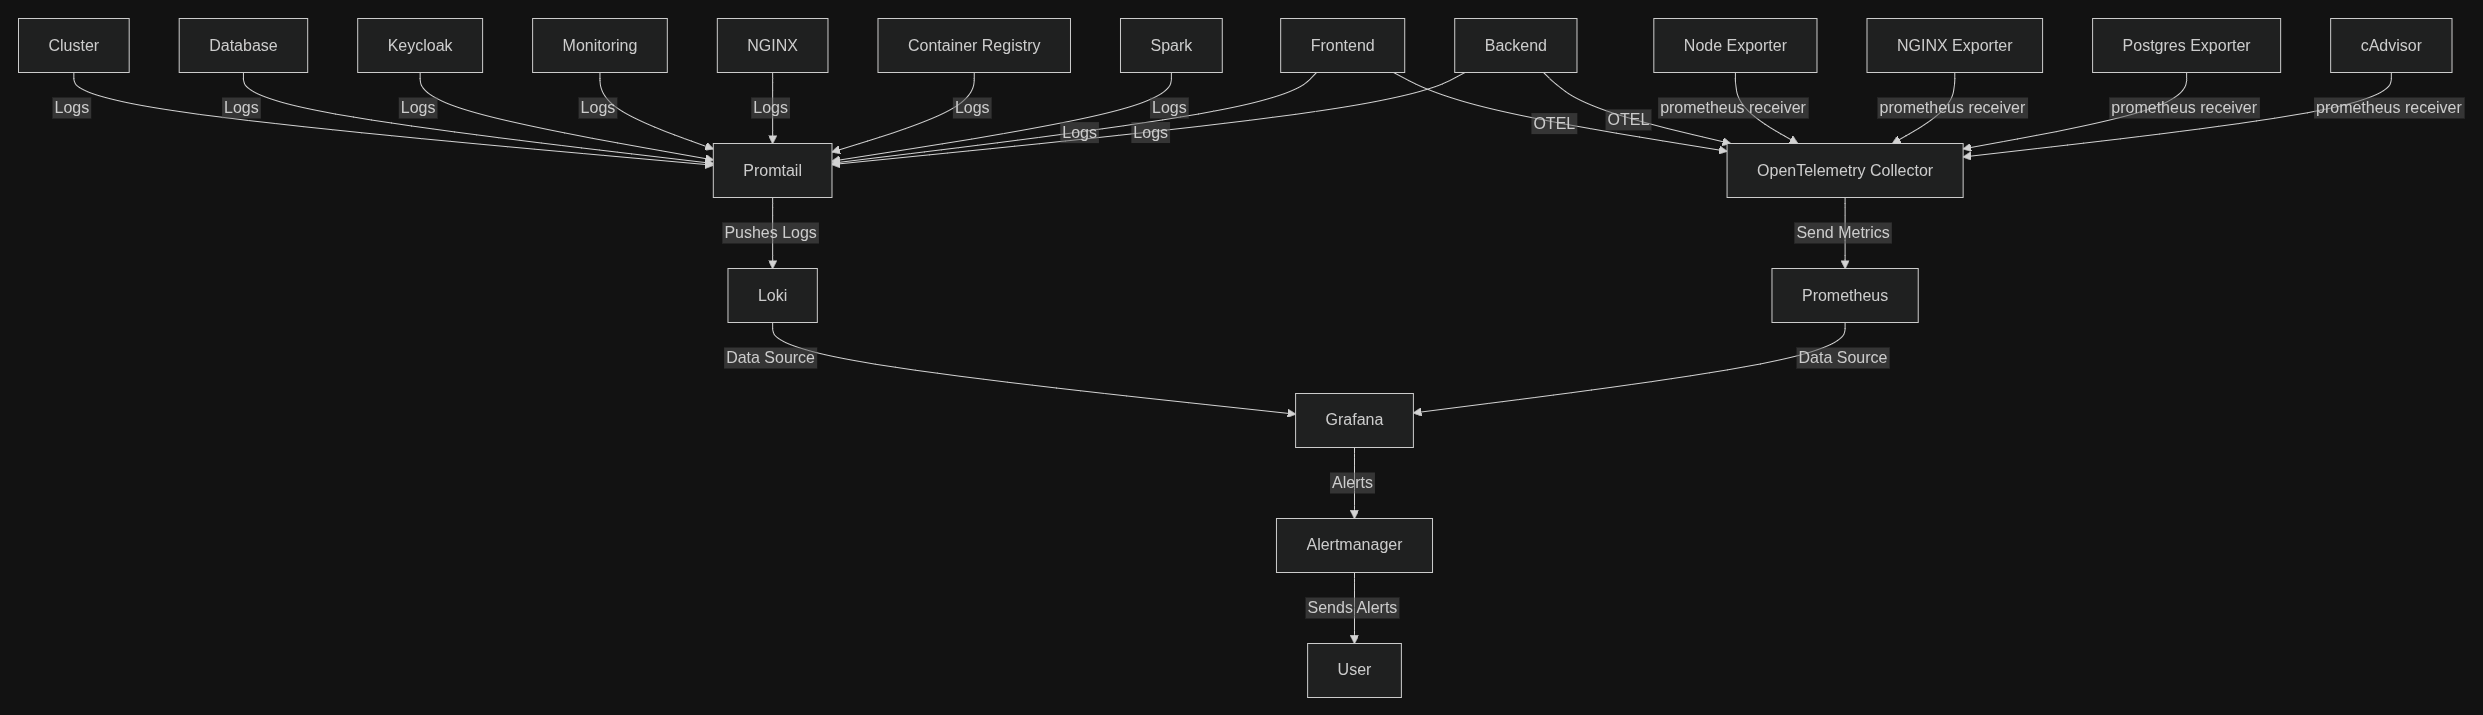 Cluster
Database
Keycloak
Monitoring
NGINX
Container Registry
Spark
Frontend
Backend
Node Exporter
NGINX Exporter
Postgres Exporter
cAdvisor
Logs
Logs
Logs
Logs
Logs
Logs
Logs
Logs
Logs
OTEL
OTEL
prometheus receiver
prometheus receiver
prometheus receiver
prometheus receiver
Promtail
OpenTelemetry Collector
Pushes Logs
Send Metrics
Loki
Prometheus
Data Source
Data Source
Grafana
Alerts
Alertmanager
Sends Alerts
User